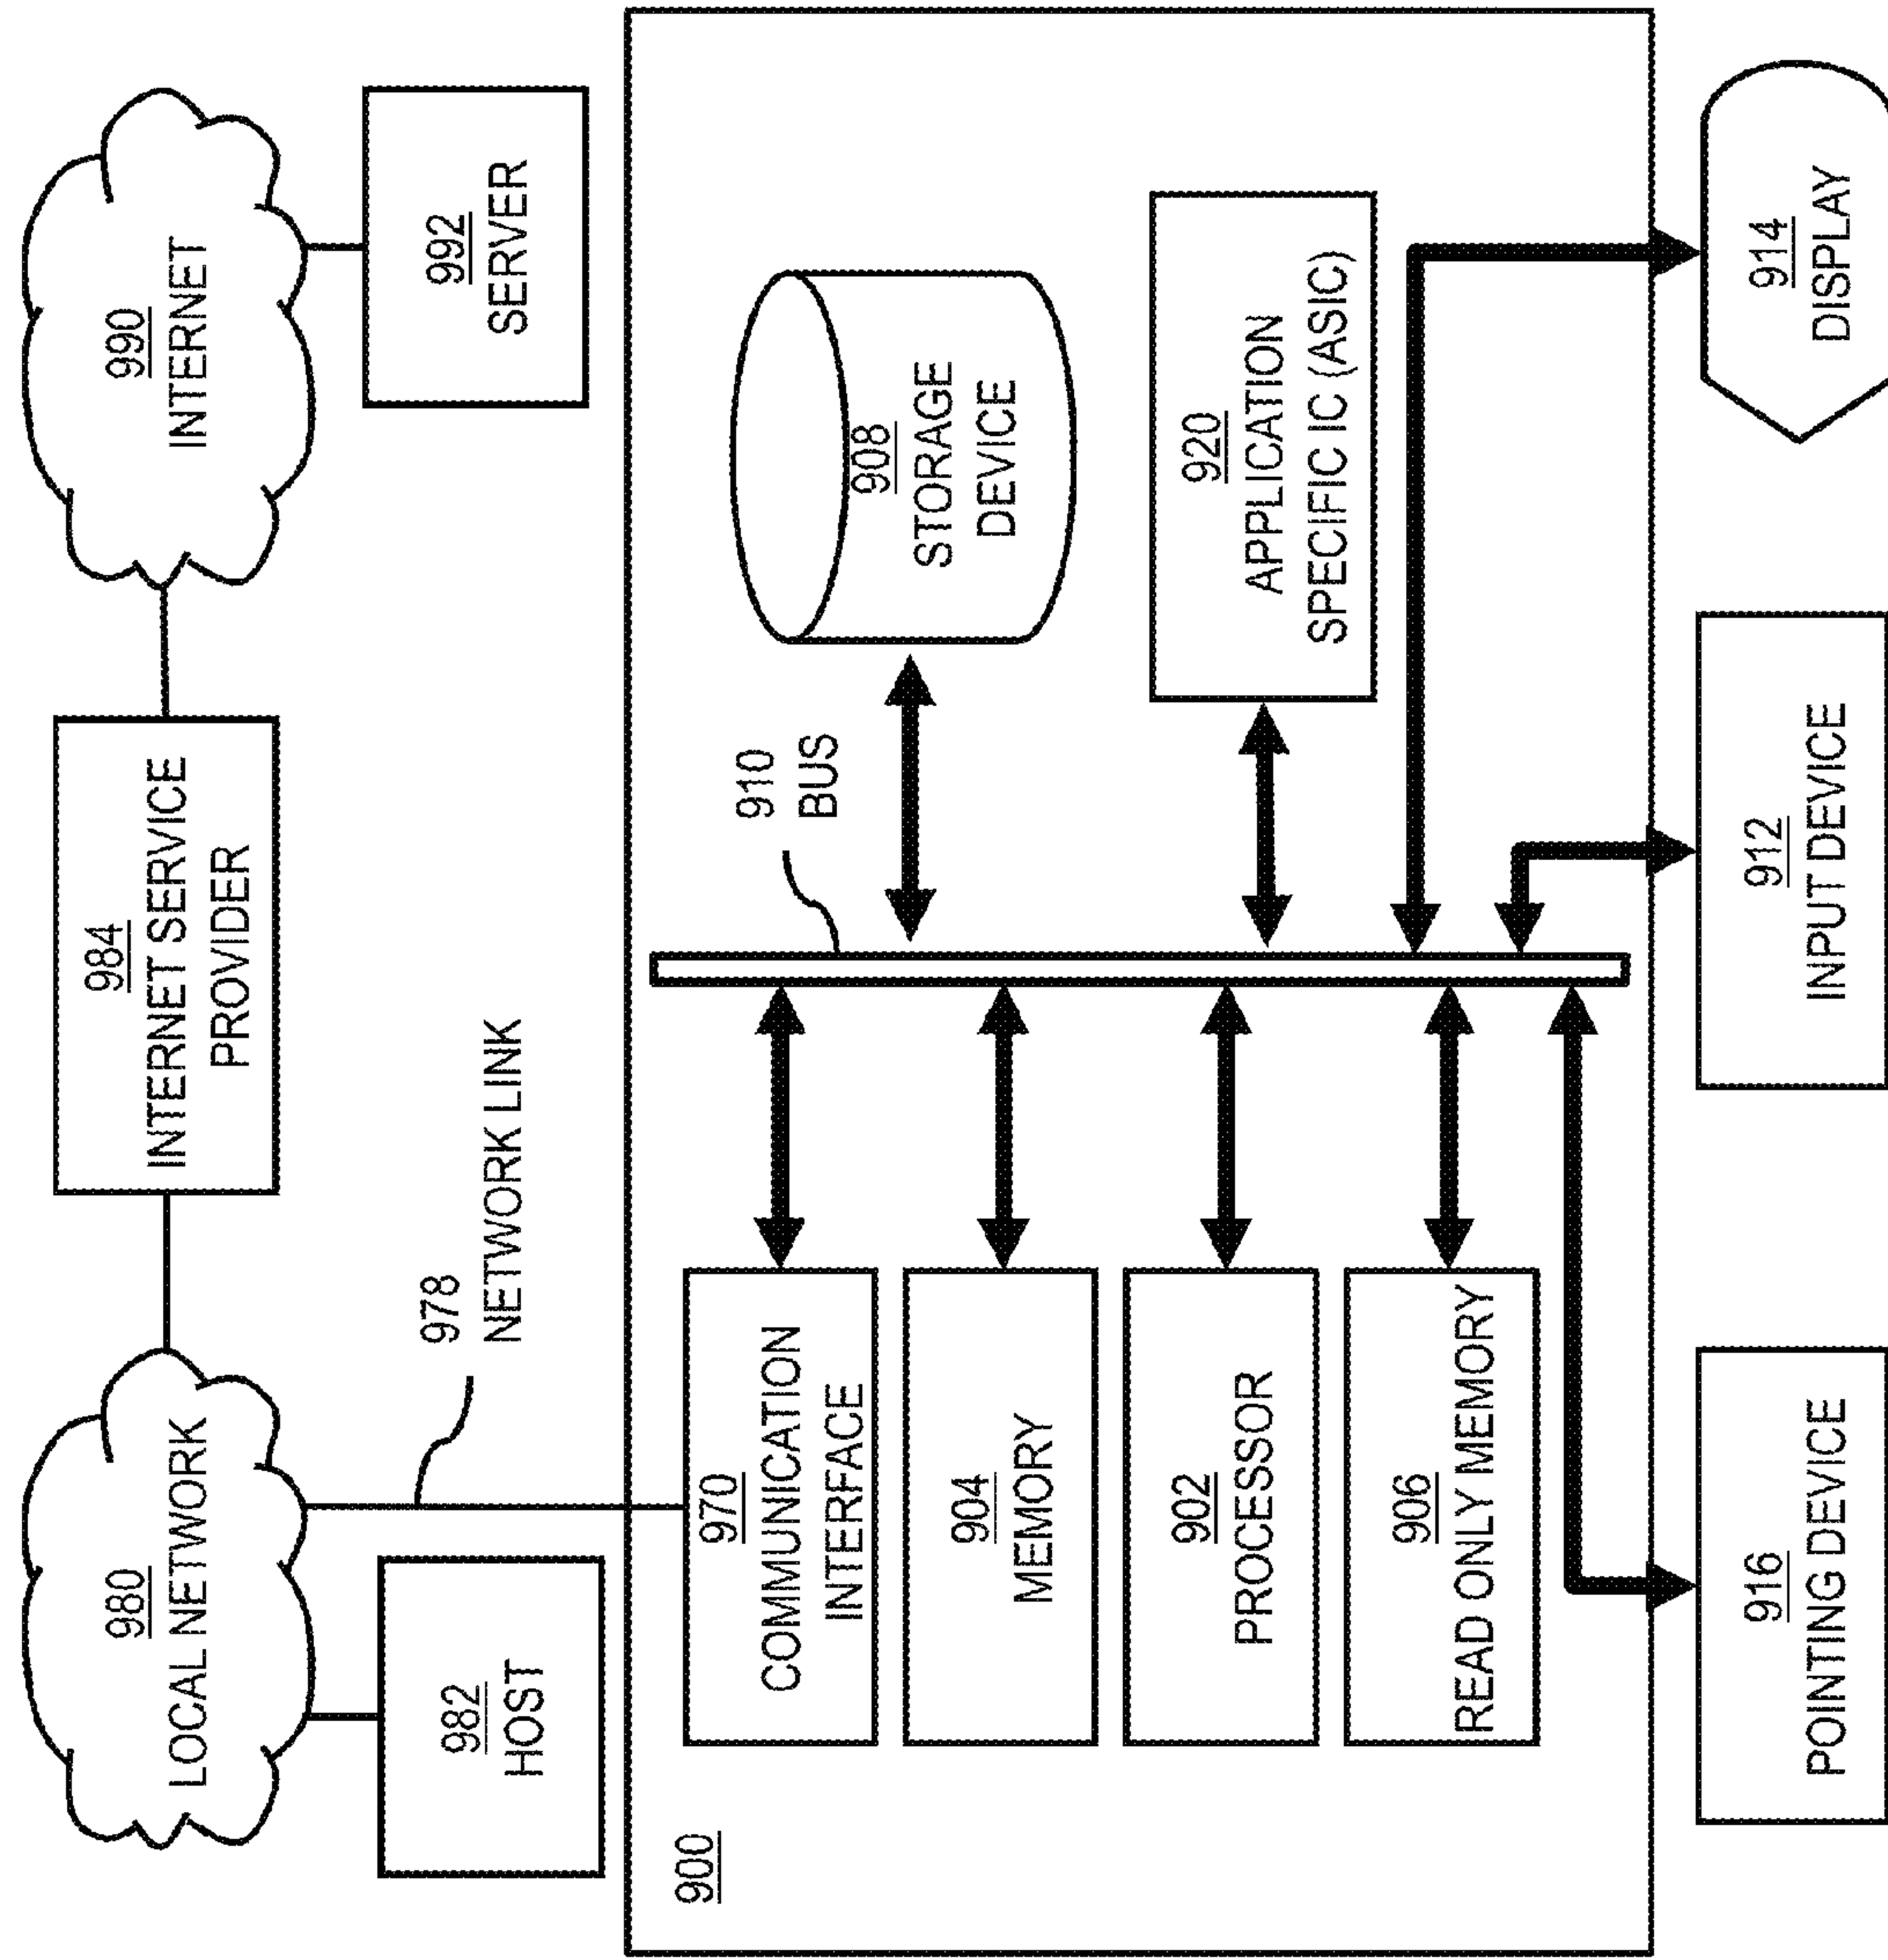 980
LOCAL NETWORK
984
INTERNET SERVICE
PROVIDER
990
INTERNET
982
HOST
978
NETWORK LINK
992
SERVER
900
970
COMMUNICATION
INTERFACE
910
BUS
908
STORAGE
DEVICE
904
MEMORY
902
PROCESSOR
920
APPLICATION
SPECIFIC IC (ASIC)
906
READ ONLY MEMORY
916
POINTING DEVICE
912
INPUT DEVICE
914
DISPLAY